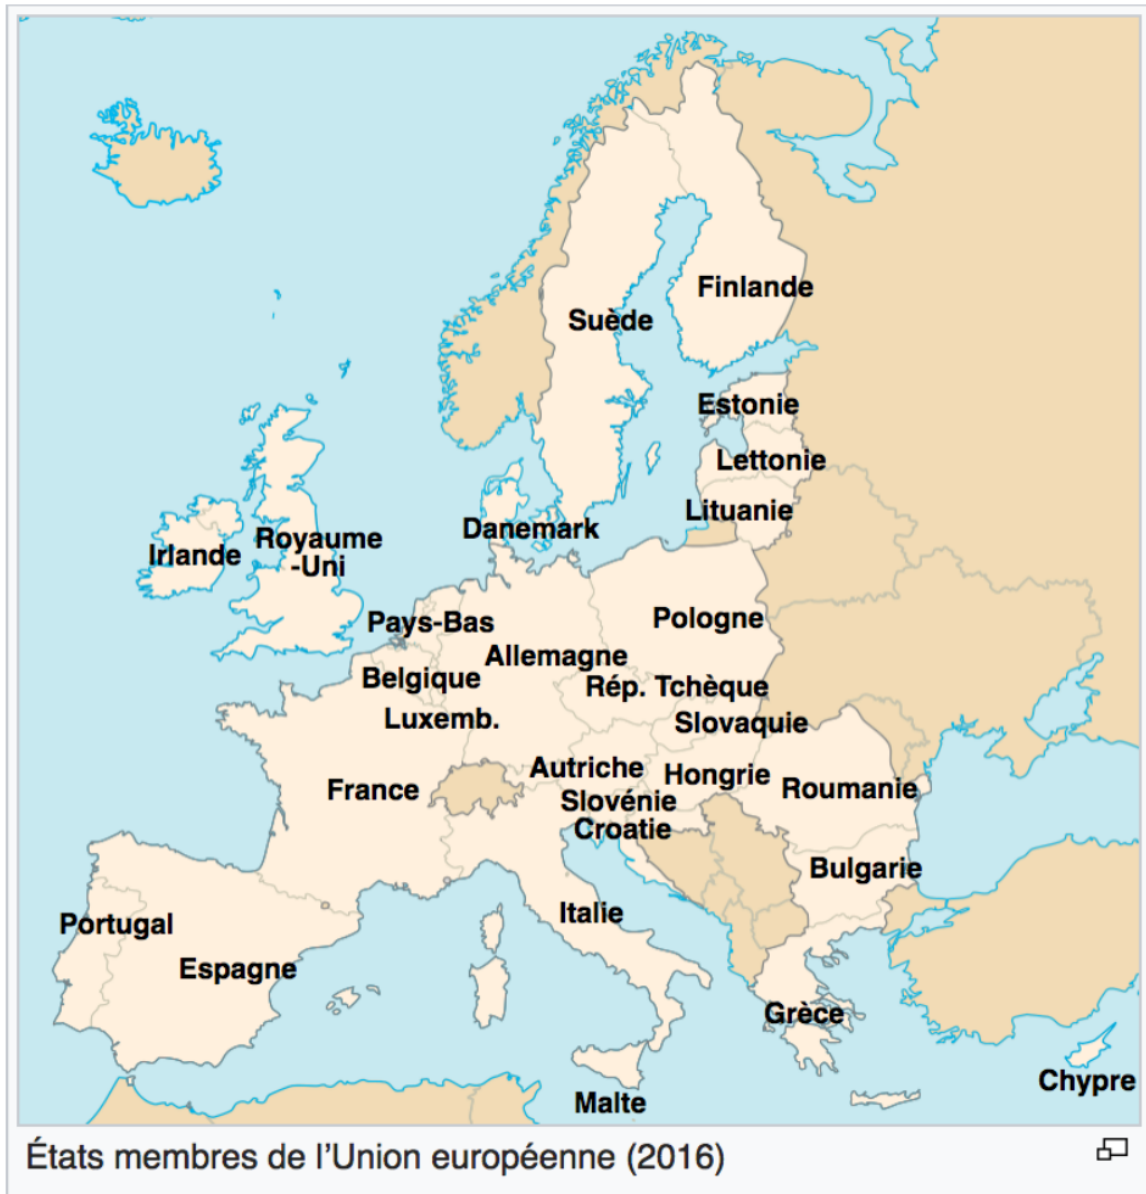 Finlande
Suède
Estonie
Lettonie
Lituanie
Danemark
Irlande
Royaume
-Uni
Pays-Bas
Pologne
Allemagne
Belgique
Rép. Tchèque
Luxemb.
Slovaquie
Autriche
Hongrie
France
Roumanie
Slovénie
Croatie
Bulgarie
Italie
Portugal
Espagne
Grèce
Chypre
Malte
États membres de l’Union européenne (2016)